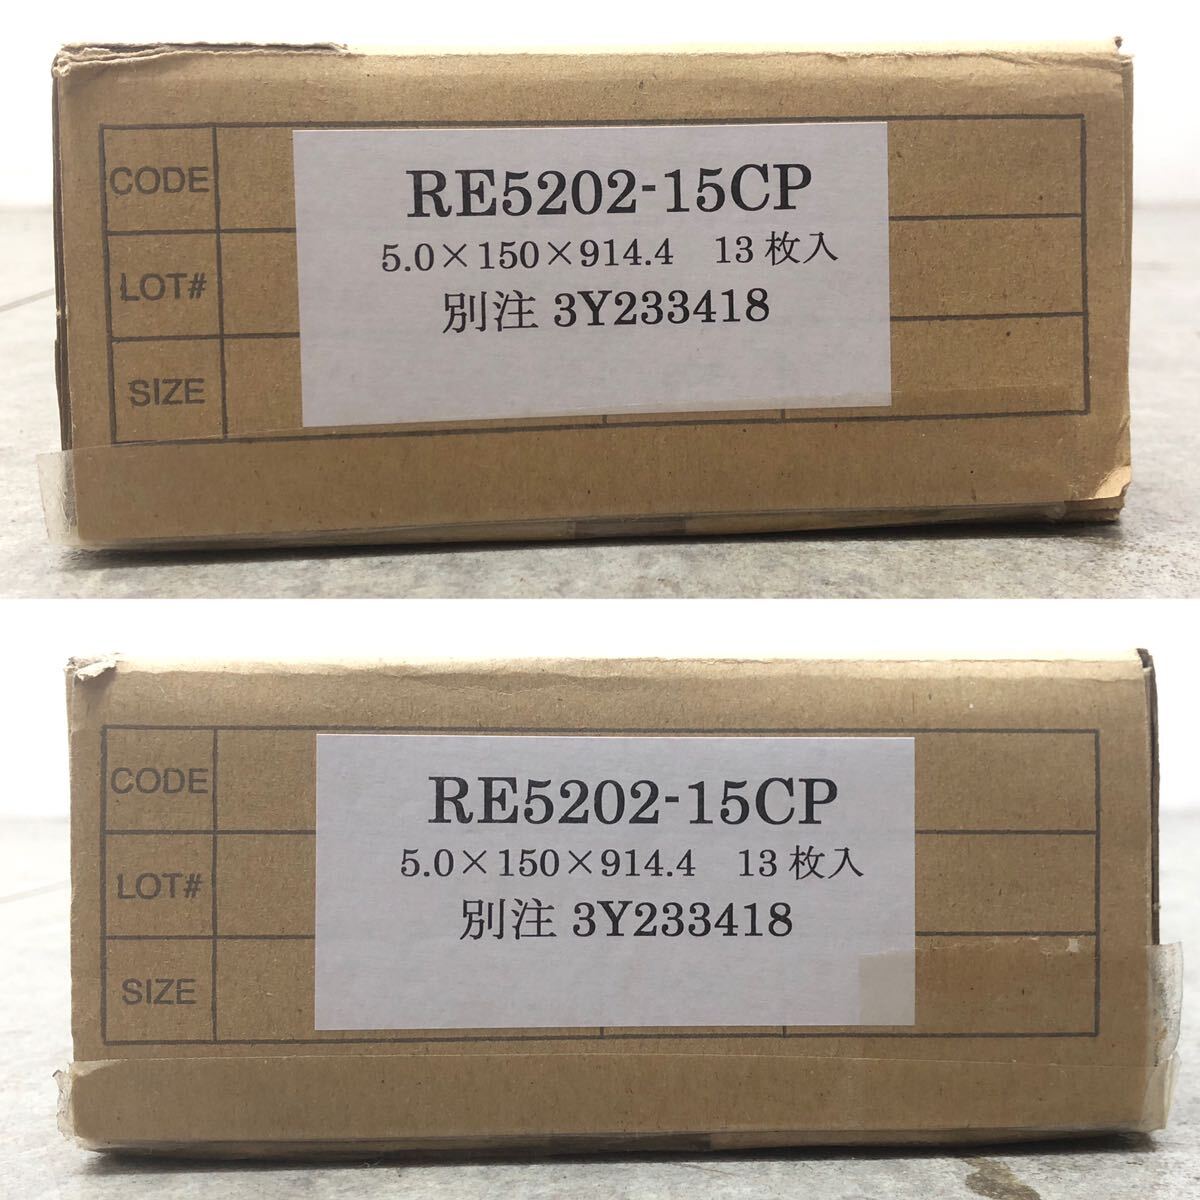 CODE
RE5202-15CP
5.0×150×914.4 13枚入
LOT#
別注 3Y233418
SIZE
CODE
RE5202-15CP
5.0×150×914.4 13枚入
LOT#
別注 3Y233418
SIZE